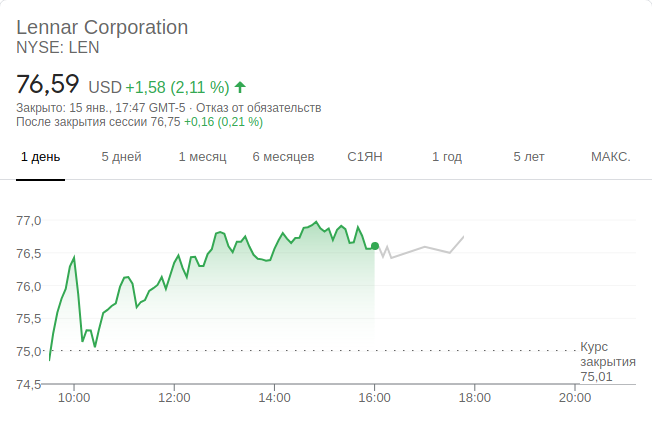 Lennar Corporation
NYSE: LEN
76,59 USD +1,58 (2,11 %)
Закрыто: 15 янв., 17:47 GMT-5 · Отказ от обязательств
После закрытия сессии 76,75 +0,16 (0,21 %)
1 день 5 дней 1 месяц 6 месяцев С1ЯН 1 год 5 лет МАКС.
77,0
76,5
76,0
75,5
75,0
74,5
Курс
закрытия
75,01
10:00 12:00 14:00 16:00 18:00 20:00